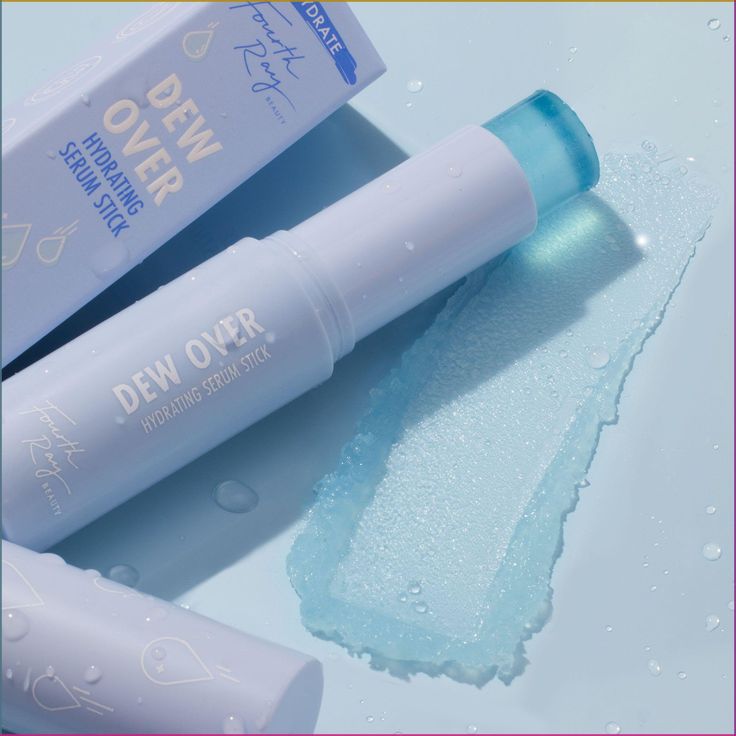 HYDRATE
Fourth
Ray
BEAUTY
DEW
OVER
HYDRATING
SERUM STICK
DEW OVER
HYDRATING SERUM STICK
Fourth
Ray
BEAUTY